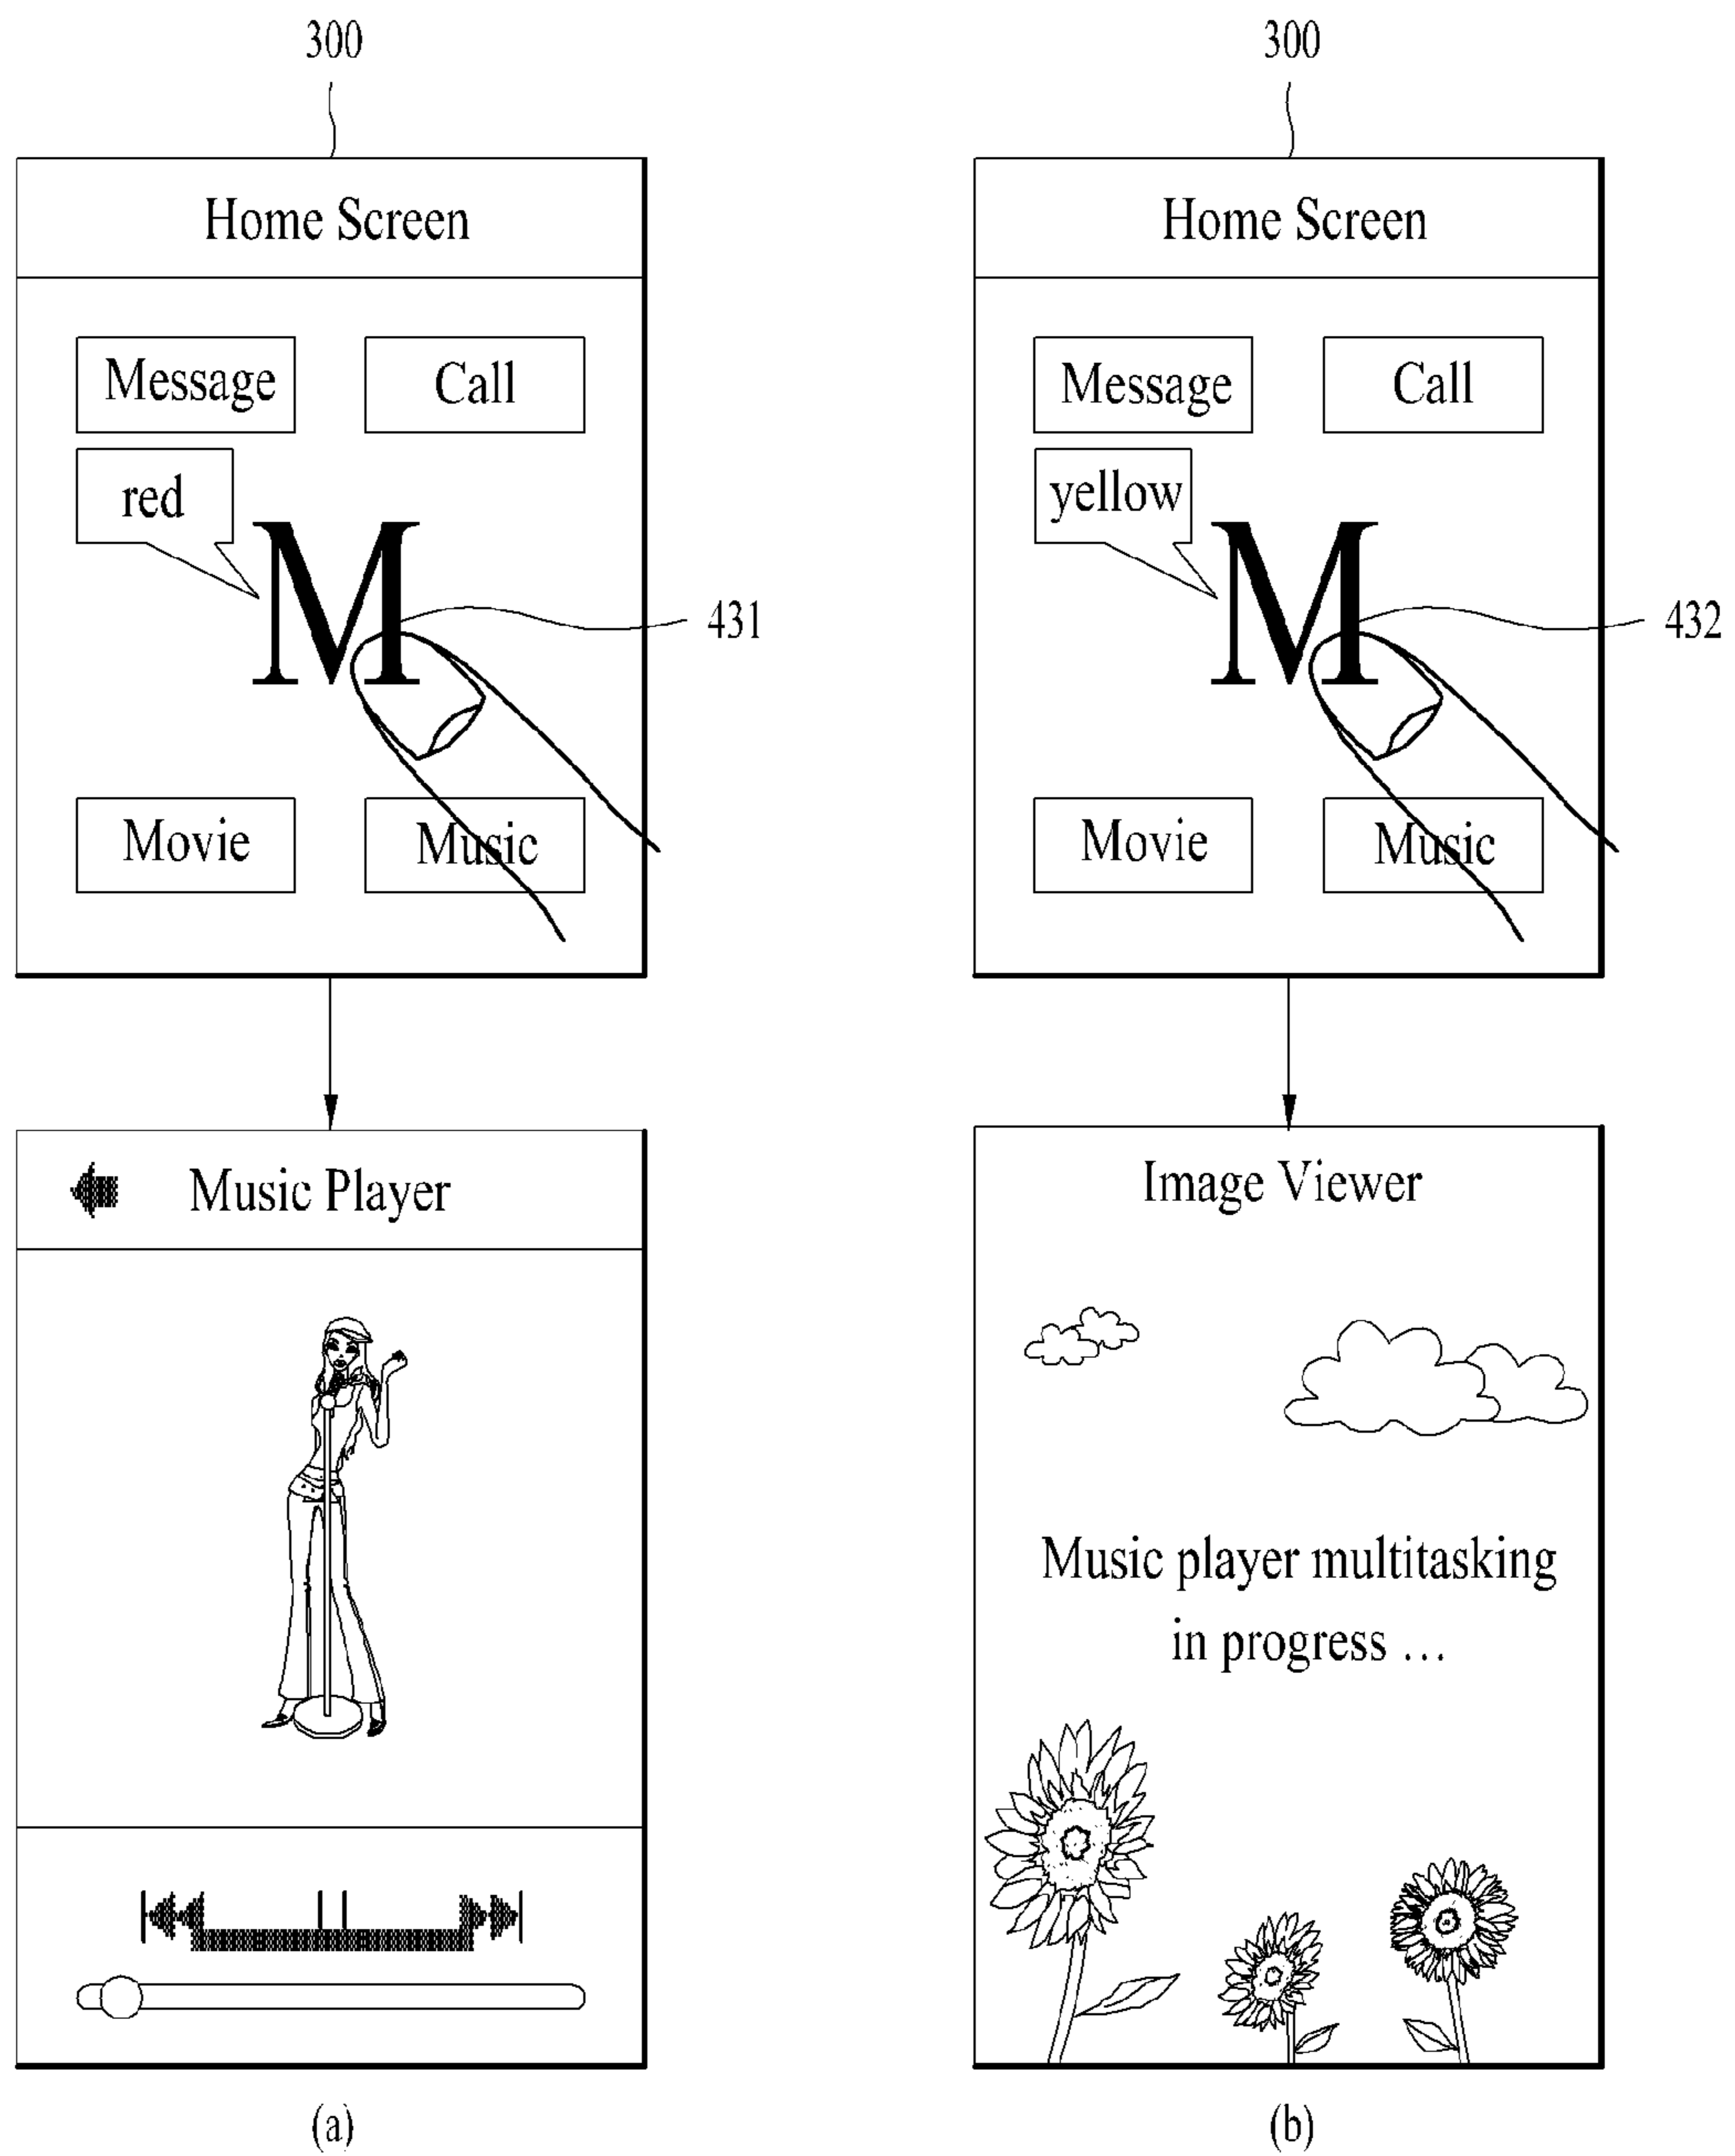 300
Home Screen
Message
Call
red
M
431
Movie
Music
Music Player
(a)
300
Home Screen
Message
Call
yellow
M
432
Movie
Music
Image Viewer
Music player multitasking
in progress ...
(b)